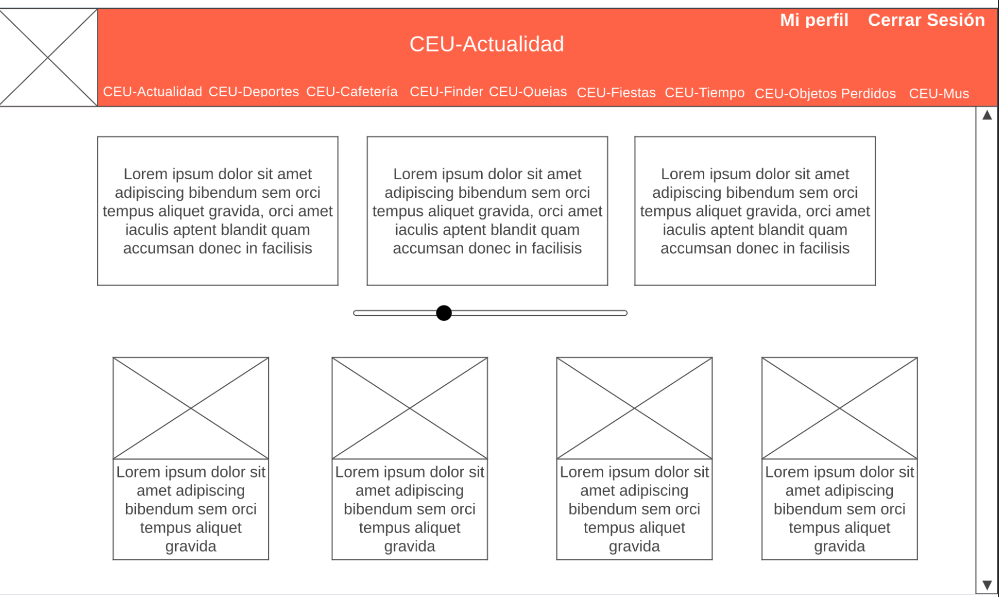 Mi perfil Cerrar Sesión
CEU-Actualidad
CEU-Actualidad CEU-Deportes CEU-Cafetería CEU-Finder CEU-Quejas CEU-Fiestas CEU-Tiempo CEU-Objetos Perdidos CEU-Mus
Lorem ipsum dolor sit amet
adipiscing bibendum sem orci
tempus aliquet gravida, orci amet
iaculis aptent blandit quam
accumsan donec in facilisis
Lorem ipsum dolor sit amet
adipiscing bibendum sem orci
tempus aliquet gravida, orci amet
iaculis aptent blandit quam
accumsan donec in facilisis
Lorem ipsum dolor sit amet
adipiscing bibendum sem orci
tempus aliquet gravida, orci amet
iaculis aptent blandit quam
accumsan donec in facilisis
Lorem ipsum dolor sit
amet adipiscing
bibendum sem orci
tempus aliquet
gravida
Lorem ipsum dolor sit
amet adipiscing
bibendum sem orci
tempus aliquet
gravida
Lorem ipsum dolor sit
amet adipiscing
bibendum sem orci
tempus aliquet
gravida
Lorem ipsum dolor sit
amet adipiscing
bibendum sem orci
tempus aliquet
gravida